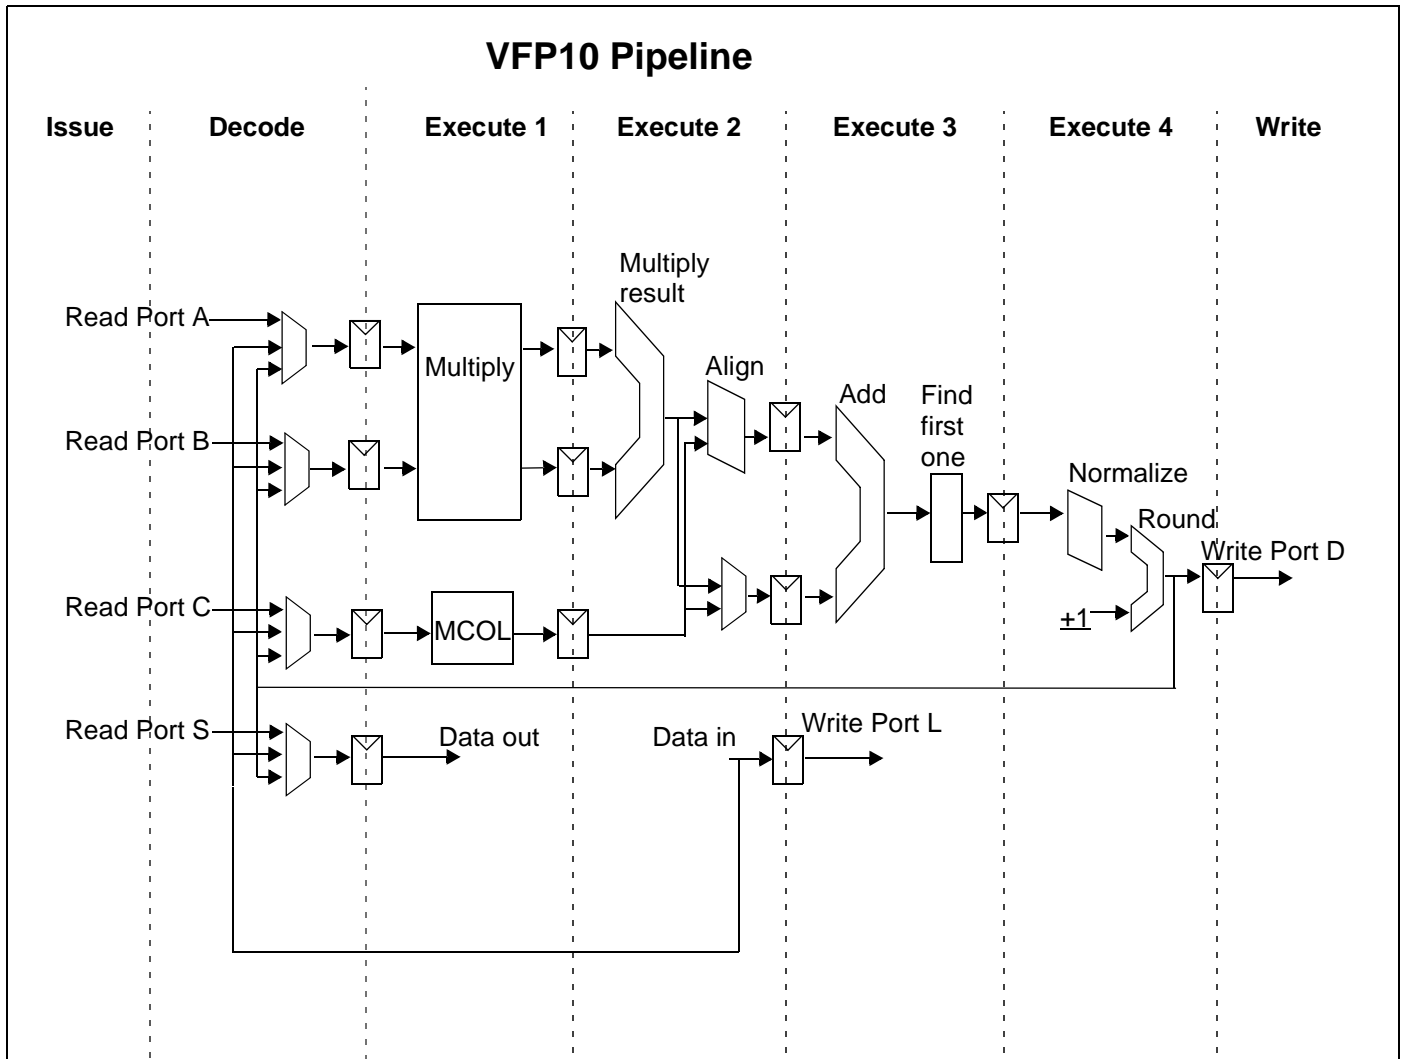 VFP10 Pipeline
Issue
Decode
Execute 1
Execute 2
Execute 3
Execute 4
Write
Multiply
result
Read Port A
Multiply
Align
Add
Find
first
one
Read Port B
Normalize
Round
Write Port D
Read Port C
MCOL
+1
Read Port S
Data out
Data in
Write Port L